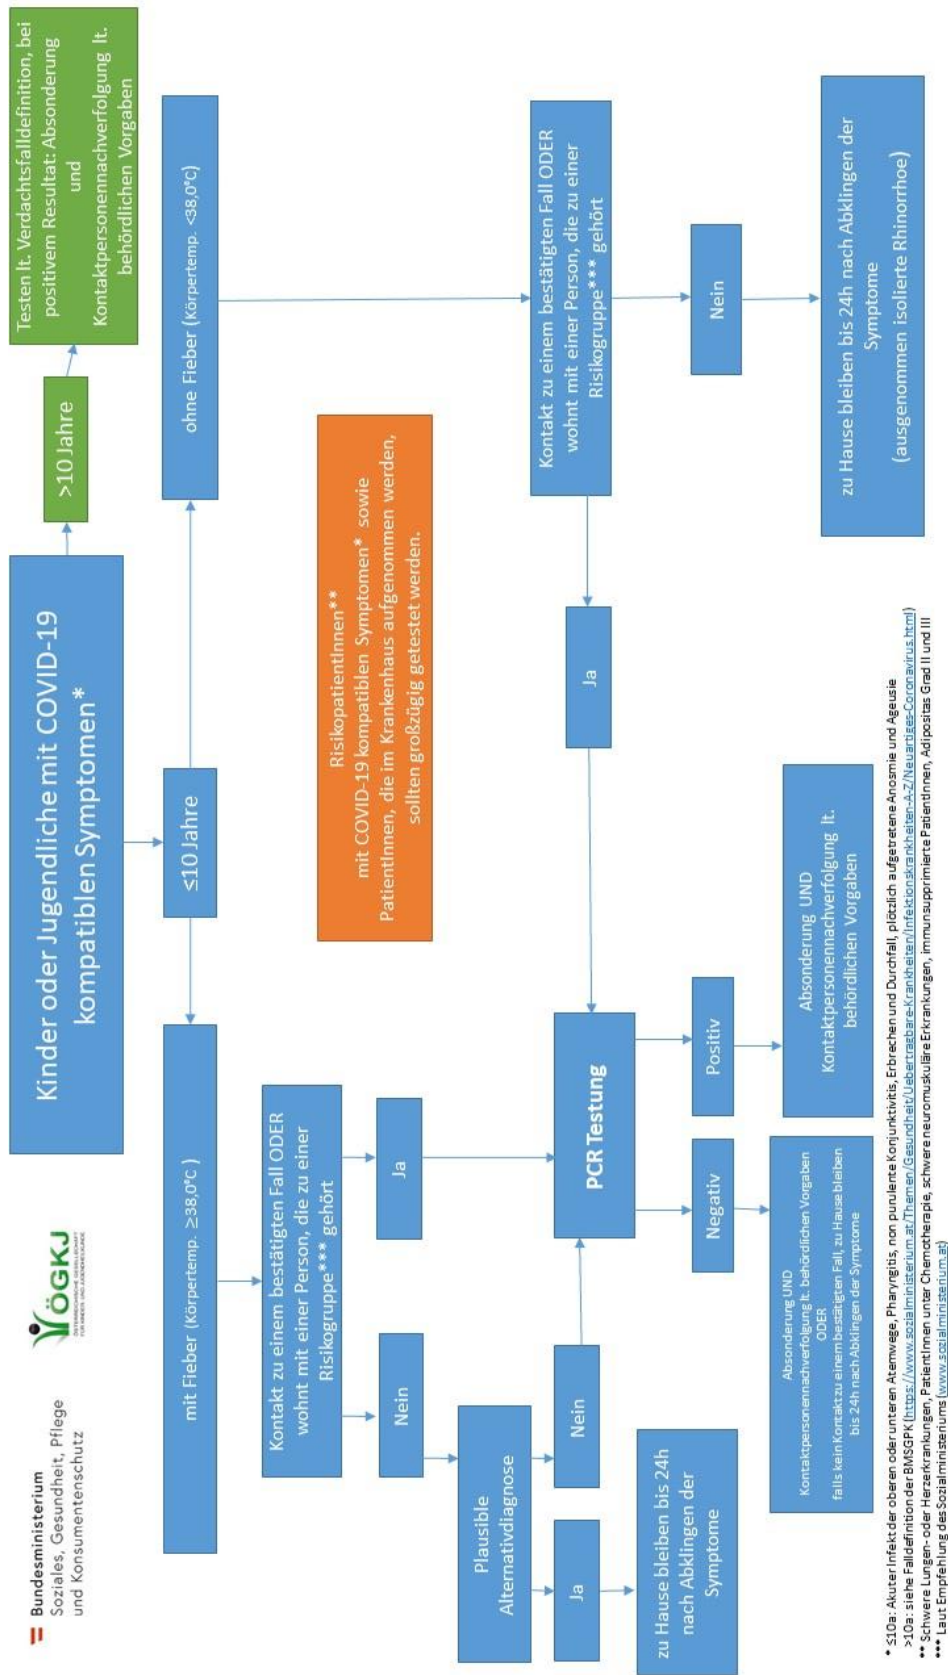 Bundesministerium
Soziales, Gesundheit, Pflege
und Konsumentenschutz
ÖGKJ
ÖSTERREICHISCHE GESELLSCHAFT
FÜR KINDER- UND JUGENDHEILKUNDE
Kinder oder Jugendliche mit COVID-19
kompatiblen Symptomen*
>10 Jahre
Testen lt. Verdachtsfalldefinition, bei
positivem Resultat: Absonderung
und
Kontaktpersonennachverfolgung lt.
behördlichen Vorgaben
≤10 Jahre
mit Fieber (Körpertemp. ≥38,0°C )
ohne Fieber (Körpertemp. <38,0°C)
Kontakt zu einem bestätigten Fall ODER
wohnt mit einer Person, die zu einer
Risikogruppe*** gehört
RisikopatientInnen**
mit COVID-19 kompatiblen Symptomen* sowie
PatientInnen, die im Krankenhaus aufgenommen werden,
sollten großzügig getestet werden.
Nein
Ja
Plausible
Alternativdiagnose
Ja
Nein
zu Hause bleiben bis 24h
nach Abklingen der
Symptome
PCR Testung
Ja
Kontakt zu einem bestätigten Fall ODER
wohnt mit einer Person, die zu einer
Risikogruppe*** gehört
Nein
Negativ
Positiv
Absonderung UND
Kontaktpersonennachverfolgung lt. behördlichen Vorgaben
ODER
falls kein Kontakt zu einem bestätigten Fall, zu Hause bleiben
bis 24h nach Abklingen der Symptome
Absonderung UND
Kontaktpersonennachverfolgung lt.
behördlichen Vorgaben
zu Hause bleiben bis 24h nach Abklingen der
Symptome
(ausgenommen isolierte Rhinorrhoe)
* ≤10a: Akuter Infekt der oberen oder unteren Atemwege, Pharyngitis, non purulente Konjunktivitis, Erbrechen und Durchfall, plötzlich aufgetretene Anosmie und Ageusie
>10a: siehe Falldefinition der BMSGPK (https://www.sozialministerium.at/Themen/Gesundheit/Uebertragbare-Krankheiten/Infektionskrankheiten-A-Z/Neuartiges-Coronavirus.html)
** Schwere Lungen- oder Herzerkrankungen, PatientInnen unter Chemotherapie, schwere neuromuskuläre Erkrankungen, immunsupprimierte PatientInnen, Adipositas Grad II und III
*** Laut Empfehlung des Sozialministeriums (www.sozialministerium.at)